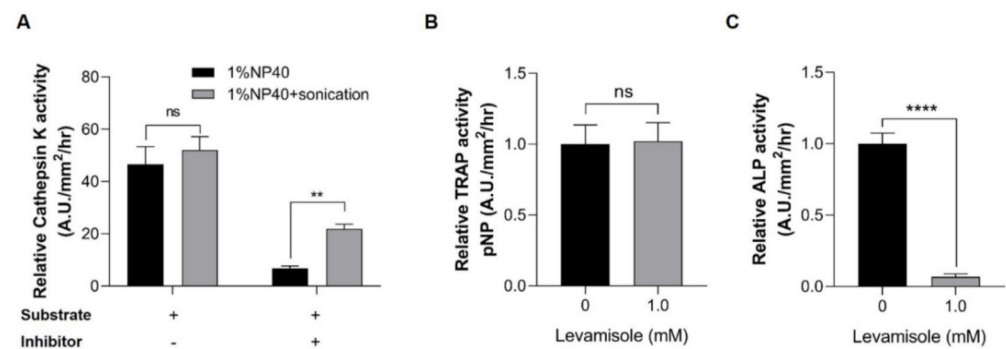 A
Relative Cathepsin K activity
(A.U./mm²/hr)
80
60
40
20
0
1%NP40
1%NP40+sonication
ns
**
Substrate + +
Inhibitor - +
B
Relative TRAP activity
pNP (A.U./mm²/hr)
1.5
1.0
0.5
0.0
ns
0 1.0
Levamisole (mM)
C
Relative ALP activity
(A.U./mm²/hr)
1.5
1.0
0.5
0.0
****
0 1.0
Levamisole (mM)